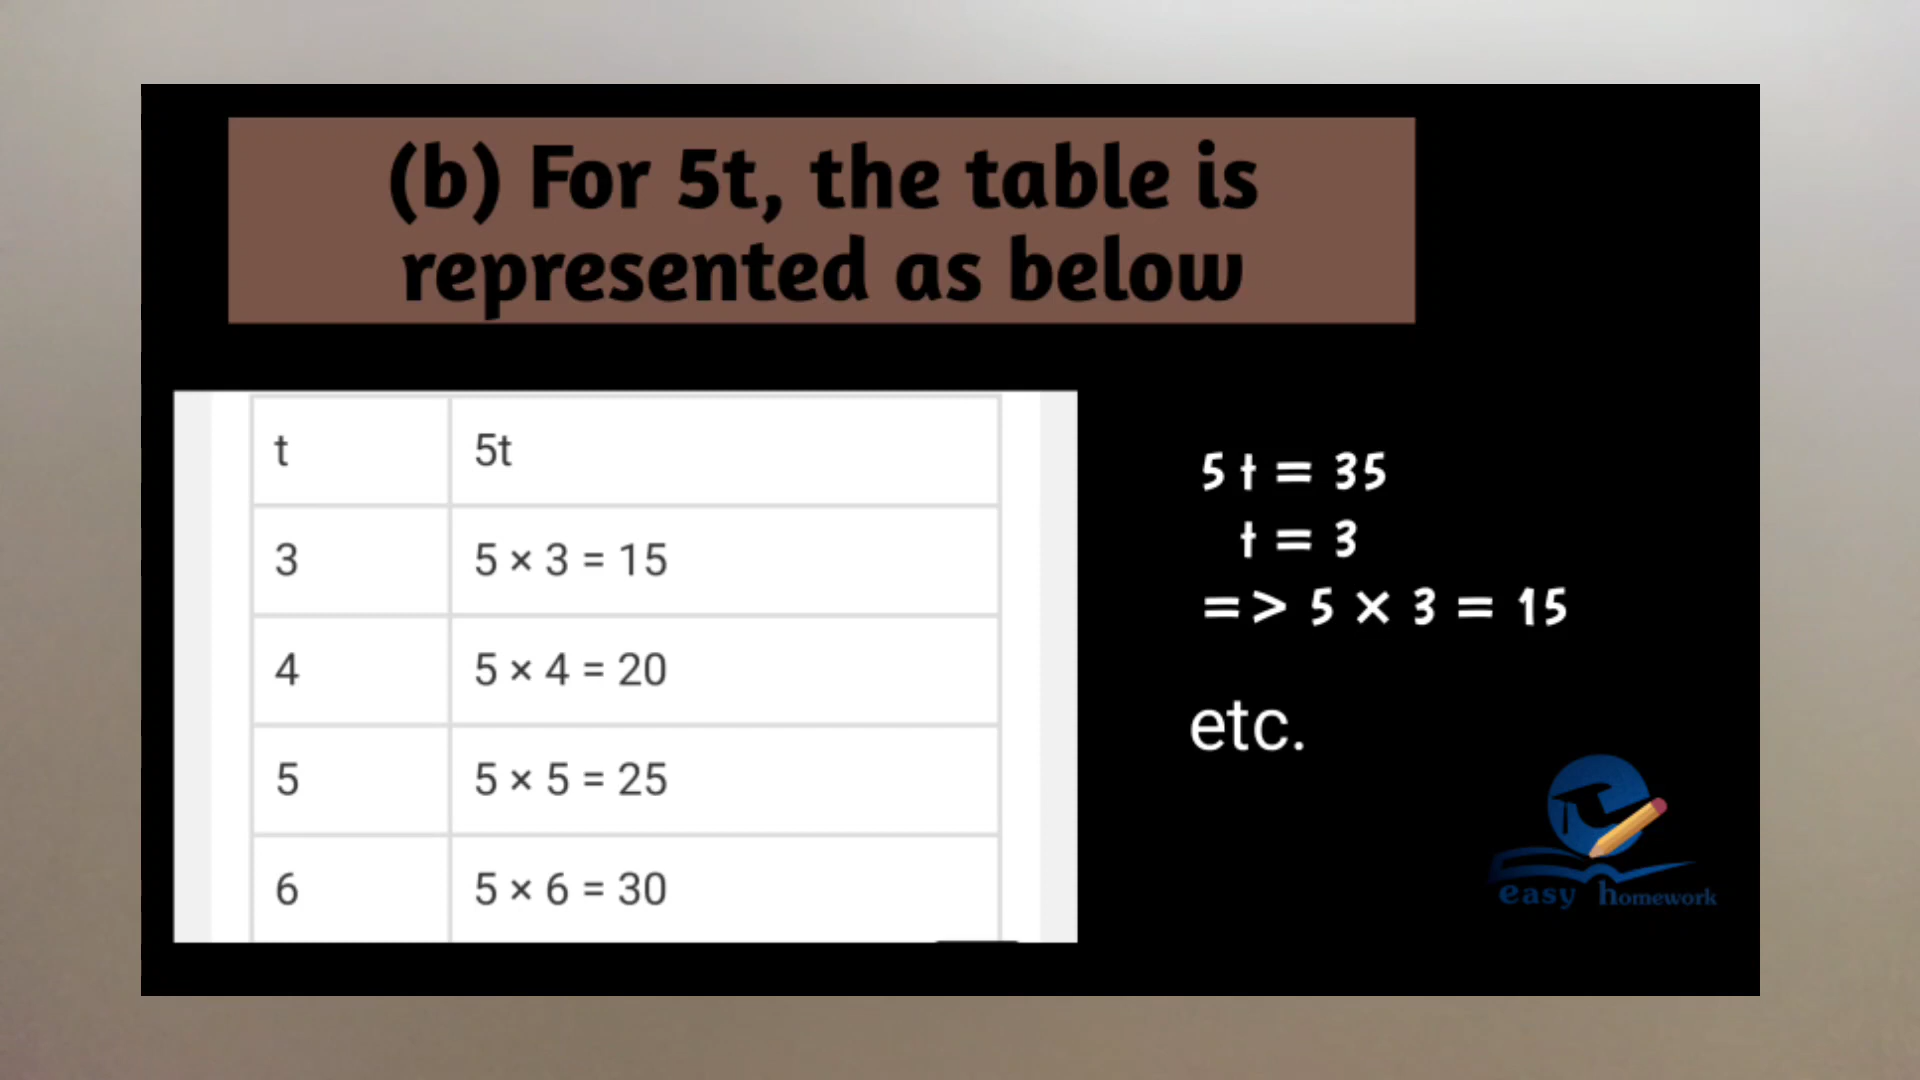 (b) For 5t, the table is
represented as below
t 5t
3 5 × 3 = 15
4 5 × 4 = 20
5 5 × 5 = 25
6 5 × 6 = 30
5 t = 35
t = 3
=> 5 × 3 = 15
etc.
easy homework